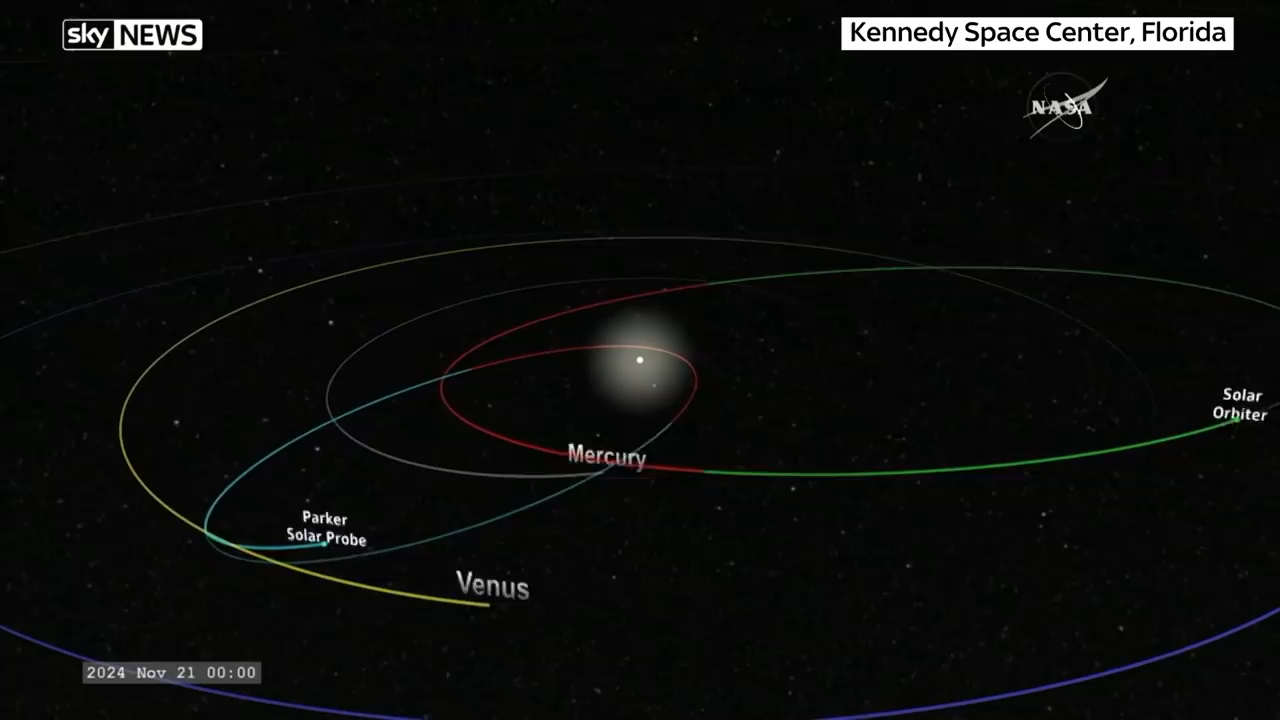 sky NEWS
Kennedy Space Center, Florida
NASA
Solar
Orbiter
Mercury
Parker
Solar Probe
Venus
2024 Nov 21 00:00